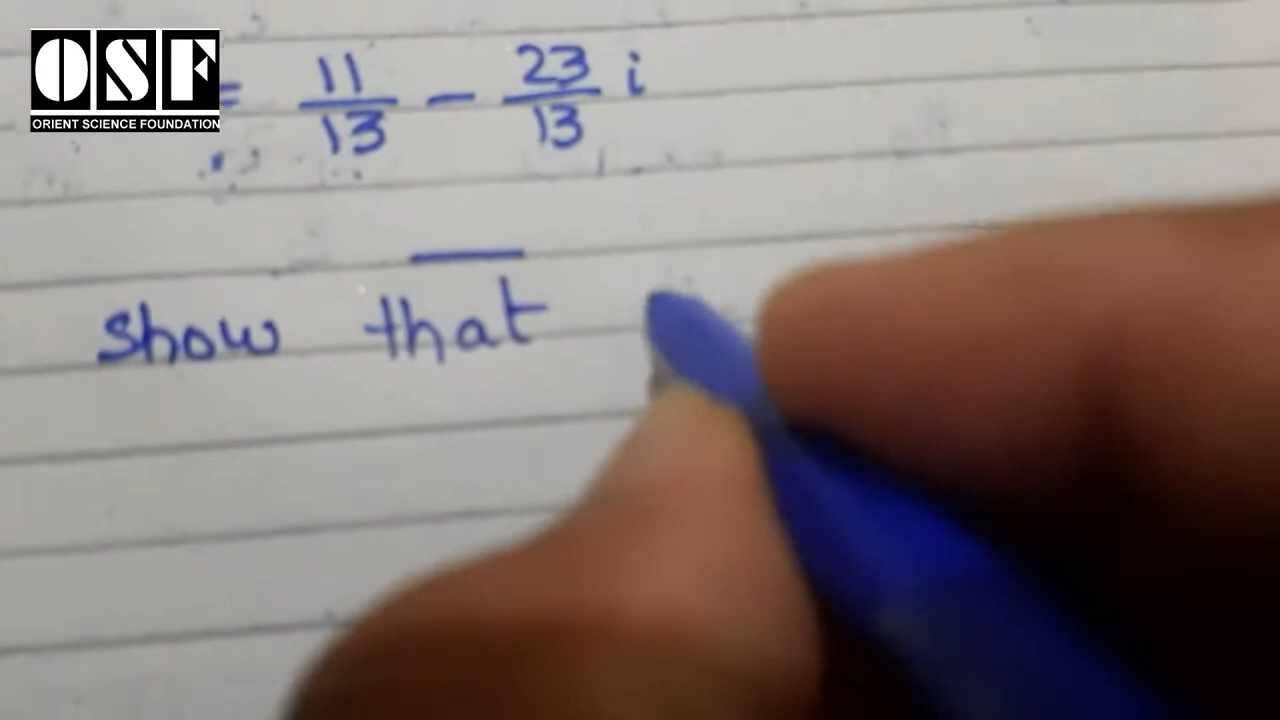 OSF
ORIENT SCIENCE FOUNDATION
= 11/13 - 23/13 i
show that